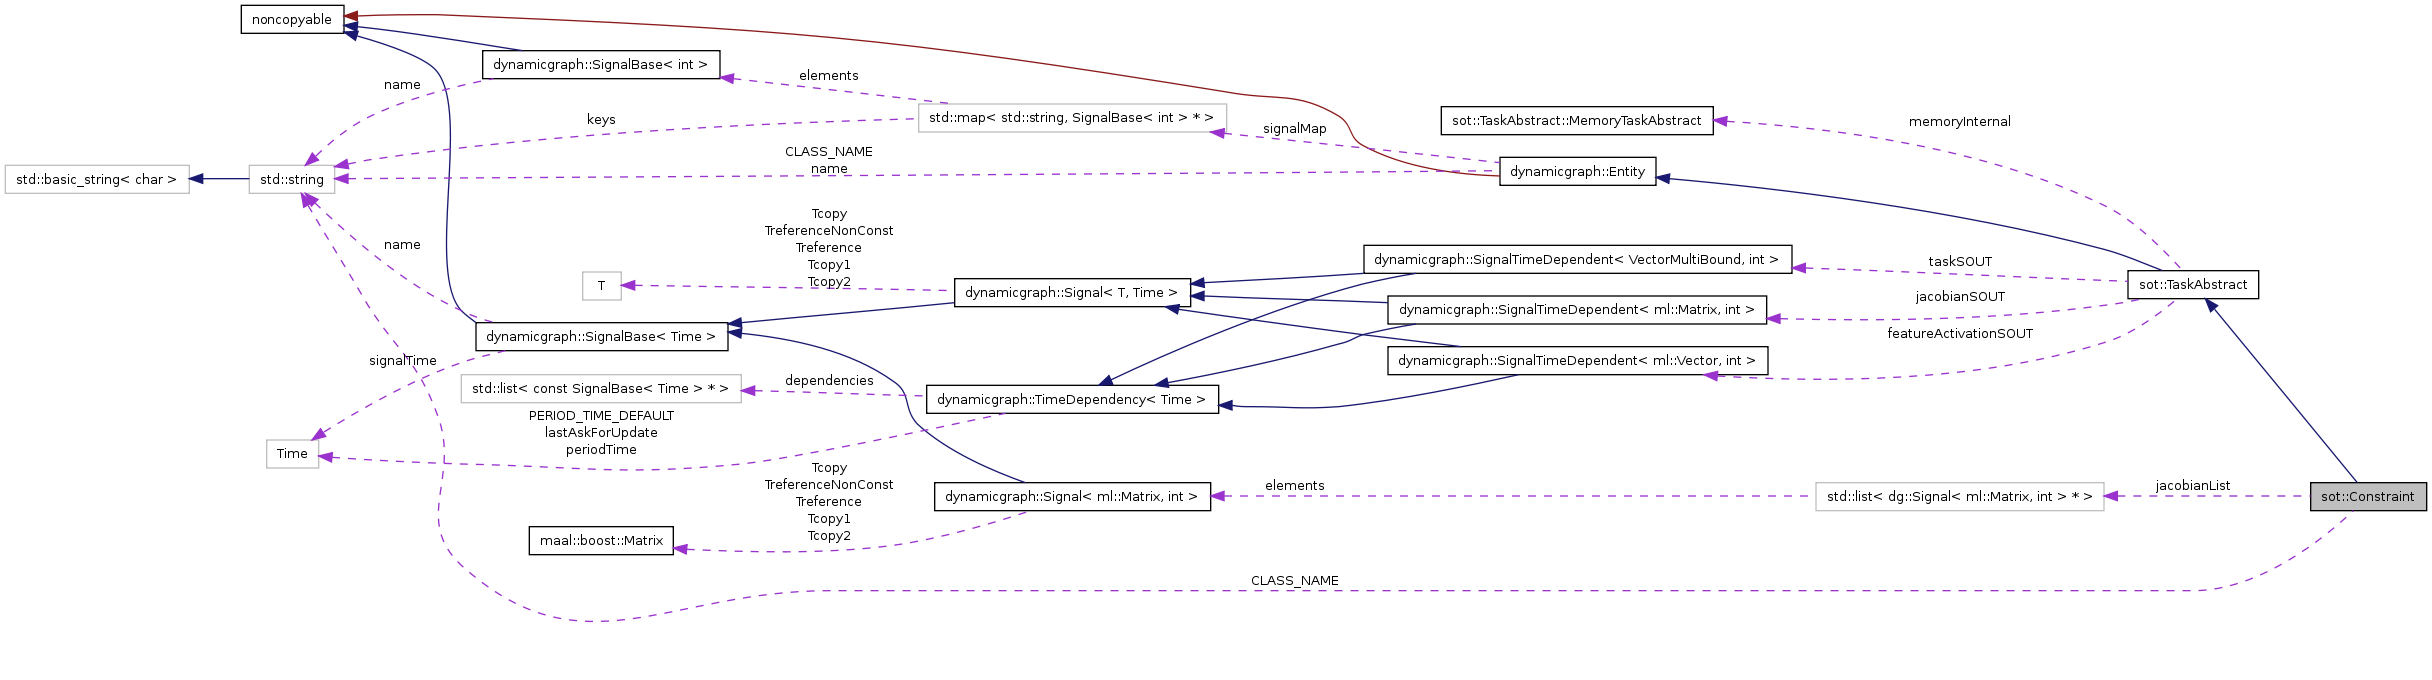 noncopyable
dynamicgraph::SignalBase< int >
elements
name
std::map< std::string, SignalBase< int > * >
keys
sot::TaskAbstract::MemoryTaskAbstract
memoryInternal
signalMap
CLASS_NAME
name
dynamicgraph::Entity
std::basic_string< char >
std::string
Tcopy
TreferenceNonConst
Treference
Tcopy1
Tcopy2
name
T
dynamicgraph::Signal< T, Time >
dynamicgraph::SignalTimeDependent< VectorMultiBound, int >
taskSOUT
sot::TaskAbstract
jacobianSOUT
dynamicgraph::SignalTimeDependent< ml::Matrix, int >
featureActivationSOUT
dynamicgraph::SignalBase< Time >
signalTime
dynamicgraph::SignalTimeDependent< ml::Vector, int >
std::list< const SignalBase< Time > * >
dependencies
dynamicgraph::TimeDependency< Time >
PERIOD_TIME_DEFAULT
lastAskForUpdate
periodTime
Time
Tcopy
TreferenceNonConst
Treference
Tcopy1
Tcopy2
dynamicgraph::Signal< ml::Matrix, int >
elements
std::list< dg::Signal< ml::Matrix, int > * >
jacobianList
sot::Constraint
maal::boost::Matrix
CLASS_NAME